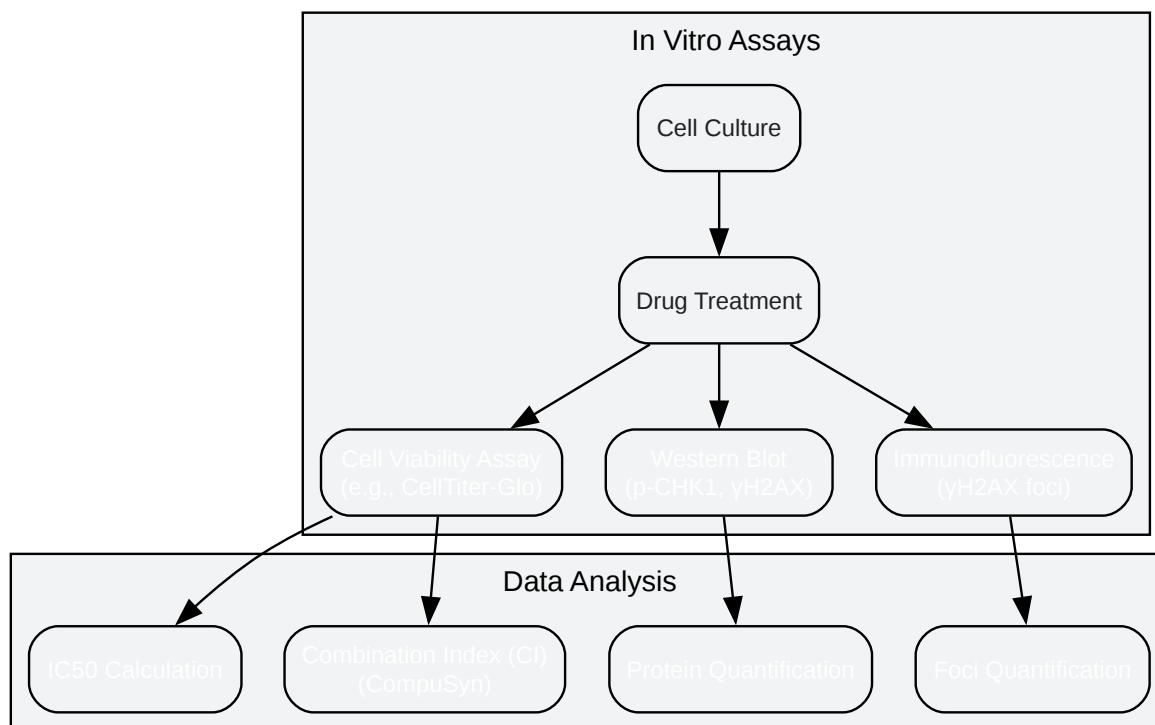 In Vitro Assays
Cell Culture
Drug Treatment
Cell Viability Assay
(e.g., CellTiter-Glo)
Western Blot
(p-CHK1, γH2AX)
Immunofluorescence
(γH2AX foci)
Data Analysis
IC50 Calculation
Combination Index (CI)
(CompuSyn)
Protein Quantification
Foci Quantification